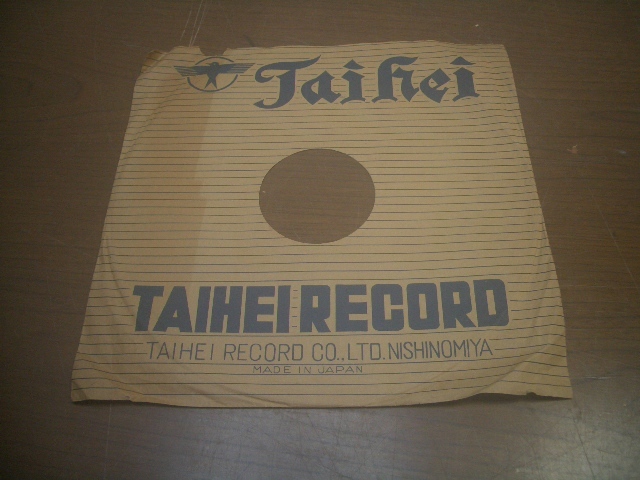 Taihei
TAIHEI RECORD
TAIHEI RECORD CO., LTD. NISHINOMIYA
MADE IN JAPAN